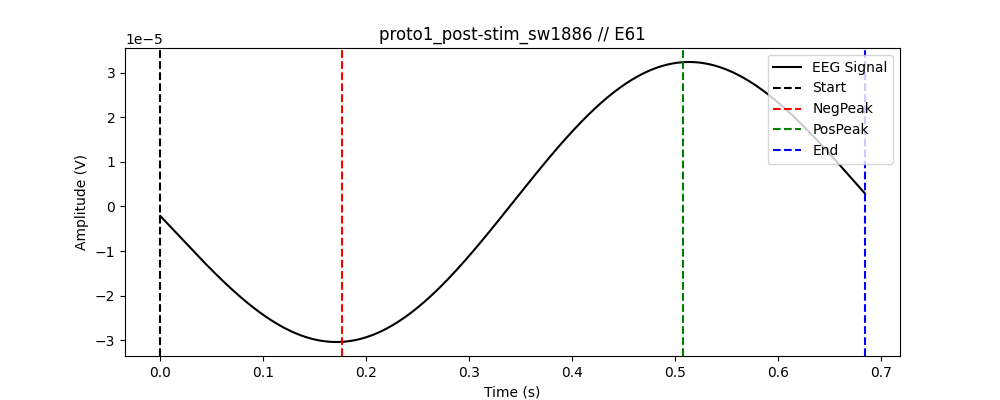 proto1_post-stim_sw1886 // E61
1e−5
3
2
1
0
−1
−2
−3
Amplitude (V)
0.0 0.1 0.2 0.3 0.4 0.5 0.6 0.7
Time (s)
EEG Signal
Start
NegPeak
PosPeak
End